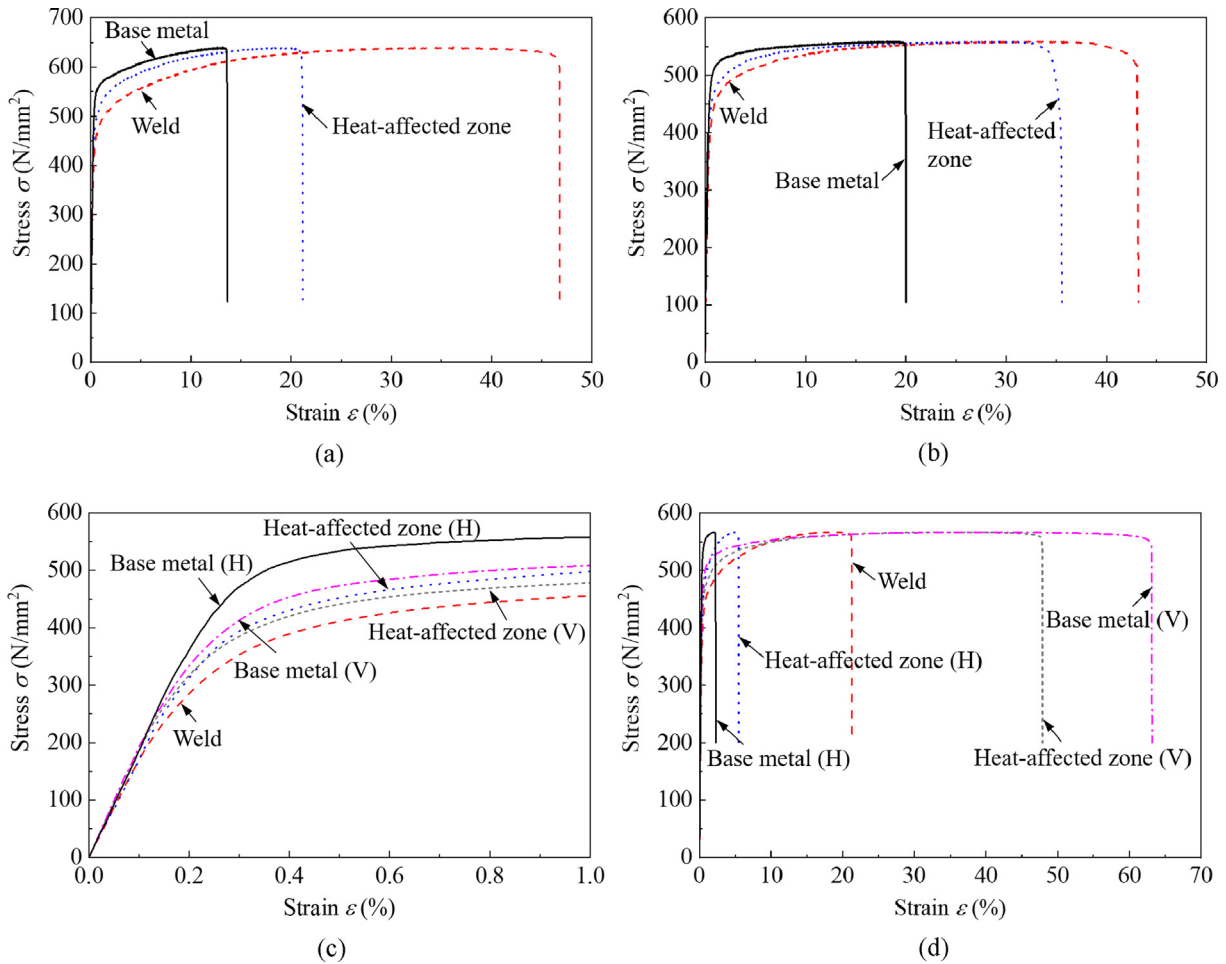 700
600
500
400
300
200
100
0
Stress σ (N/mm²)
Base metal
Weld
Heat-affected zone
0 10 20 30 40 50
Strain ε (%)
(a)
600
500
400
300
200
100
0
Stress σ (N/mm²)
Weld
Heat-affected
zone
Base metal
0 10 20 30 40 50
Strain ε (%)
(b)
600
500
400
300
200
100
0
Stress σ (N/mm²)
Heat-affected zone (H)
Base metal (H)
Heat-affected zone (V)
Base metal (V)
Weld
0.0 0.2 0.4 0.6 0.8 1.0
Strain ε (%)
(c)
600
500
400
300
200
100
0
Stress σ (N/mm²)
Weld
Base metal (V)
Heat-affected zone (H)
Base metal (H)
Heat-affected zone (V)
0 10 20 30 40 50 60 70
Strain ε (%)
(d)